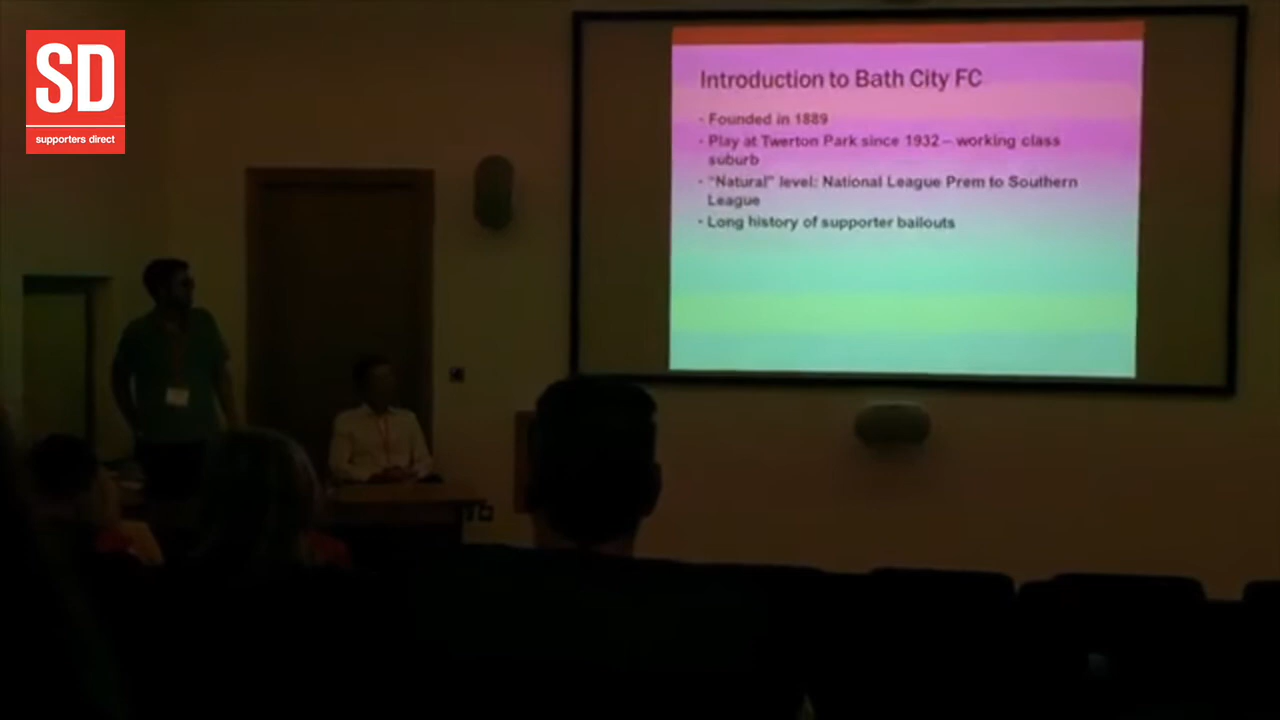 SD
supporters direct
Introduction to Bath City FC
- Founded in 1889
- Play at Twerton Park since 1932 – working class
suburb
- "Natural" level: National League Prem to Southern
League
- Long history of supporter bailouts